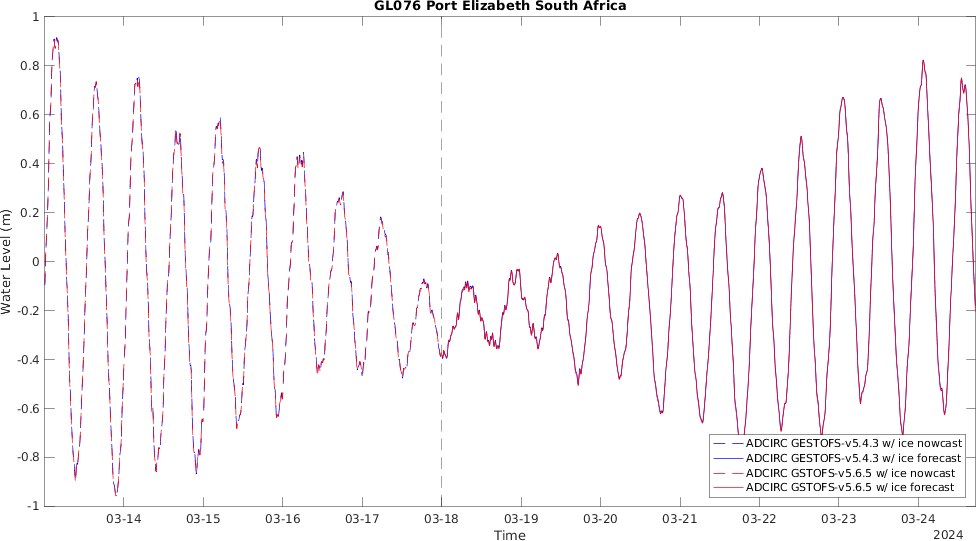 GL076 Port Elizabeth South Africa
1
0.8
0.6
0.4
0.2
0
-0.2
-0.4
-0.6
-0.8
-1
Water Level (m)
ADCIRC GESTOFS-v5.4.3 w/ ice nowcast
ADCIRC GESTOFS-v5.4.3 w/ ice forecast
ADCIRC GSTOFS-v5.6.5 w/ ice nowcast
ADCIRC GSTOFS-v5.6.5 w/ ice forecast
03-14 03-15 03-16 03-17 03-18 03-19 03-20 03-21 03-22 03-23 03-24
Time
2024